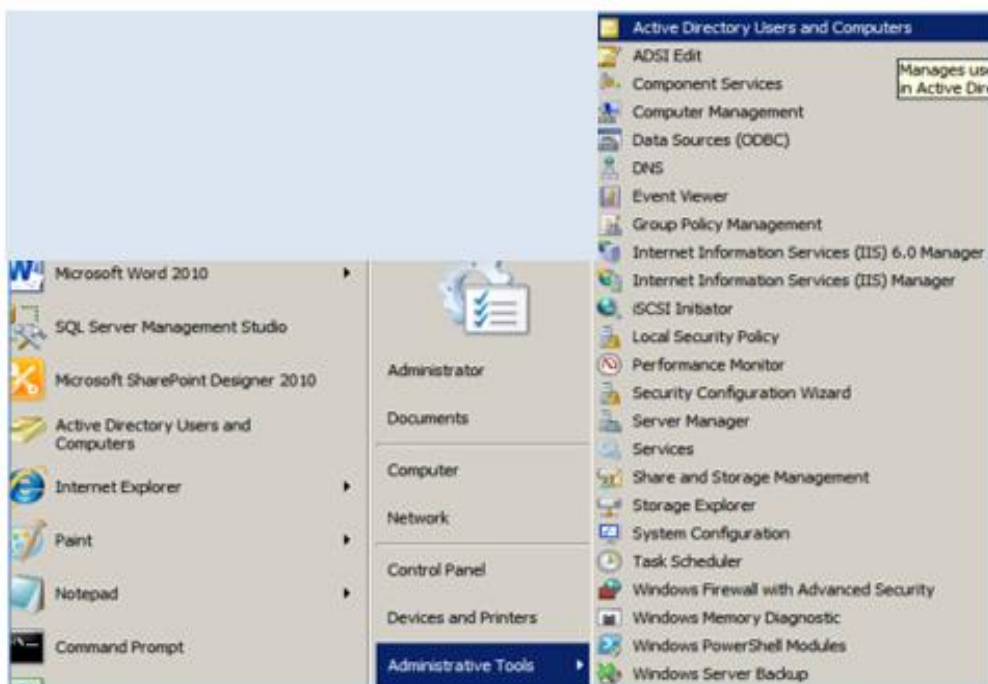 Microsoft Word 2010
SQL Server Management Studio
Microsoft SharePoint Designer 2010
Active Directory Users and
Computers
Internet Explorer
Paint
Notepad
Command Prompt
Administrator
Documents
Computer
Network
Control Panel
Devices and Printers
Administrative Tools
Active Directory Users and Computers
ADSI Edit
Manages use
in Active Dire
Component Services
Computer Management
Data Sources (ODBC)
DNS
Event Viewer
Group Policy Management
Internet Information Services (IIS) 6.0 Manager
Internet Information Services (IIS) Manager
iSCSI Initiator
Local Security Policy
Performance Monitor
Security Configuration Wizard
Server Manager
Services
Share and Storage Management
Storage Explorer
System Configuration
Task Scheduler
Windows Firewall with Advanced Security
Windows Memory Diagnostic
Windows PowerShell Modules
Windows Server Backup